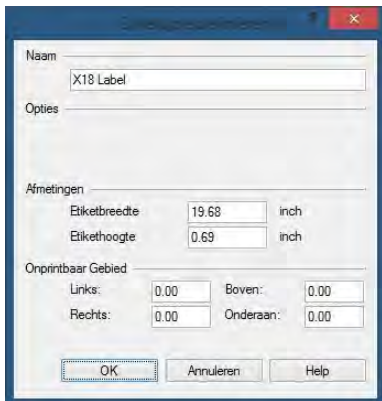 ?
Naam
X18 Label
Opties
Afmetingen
Etiketbreedte 19.68 inch
Etikethoogte 0.69 inch
Onprintbaar Gebied
Links: 0.00 Boven: 0.00
Rechts: 0.00 Onderaan: 0.00
OK Annuleren Help